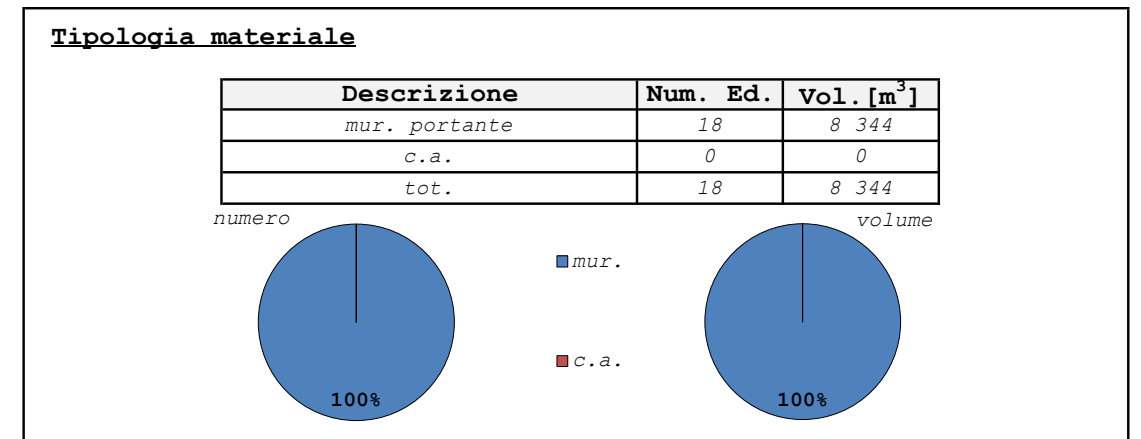 Tipologia materiale
Descrizione Num. Ed. Vol.[m³]
mur. portante 18 8 344
c.a. 0 0
tot. 18 8 344
numero volume
mur.
c.a.
100% 100%